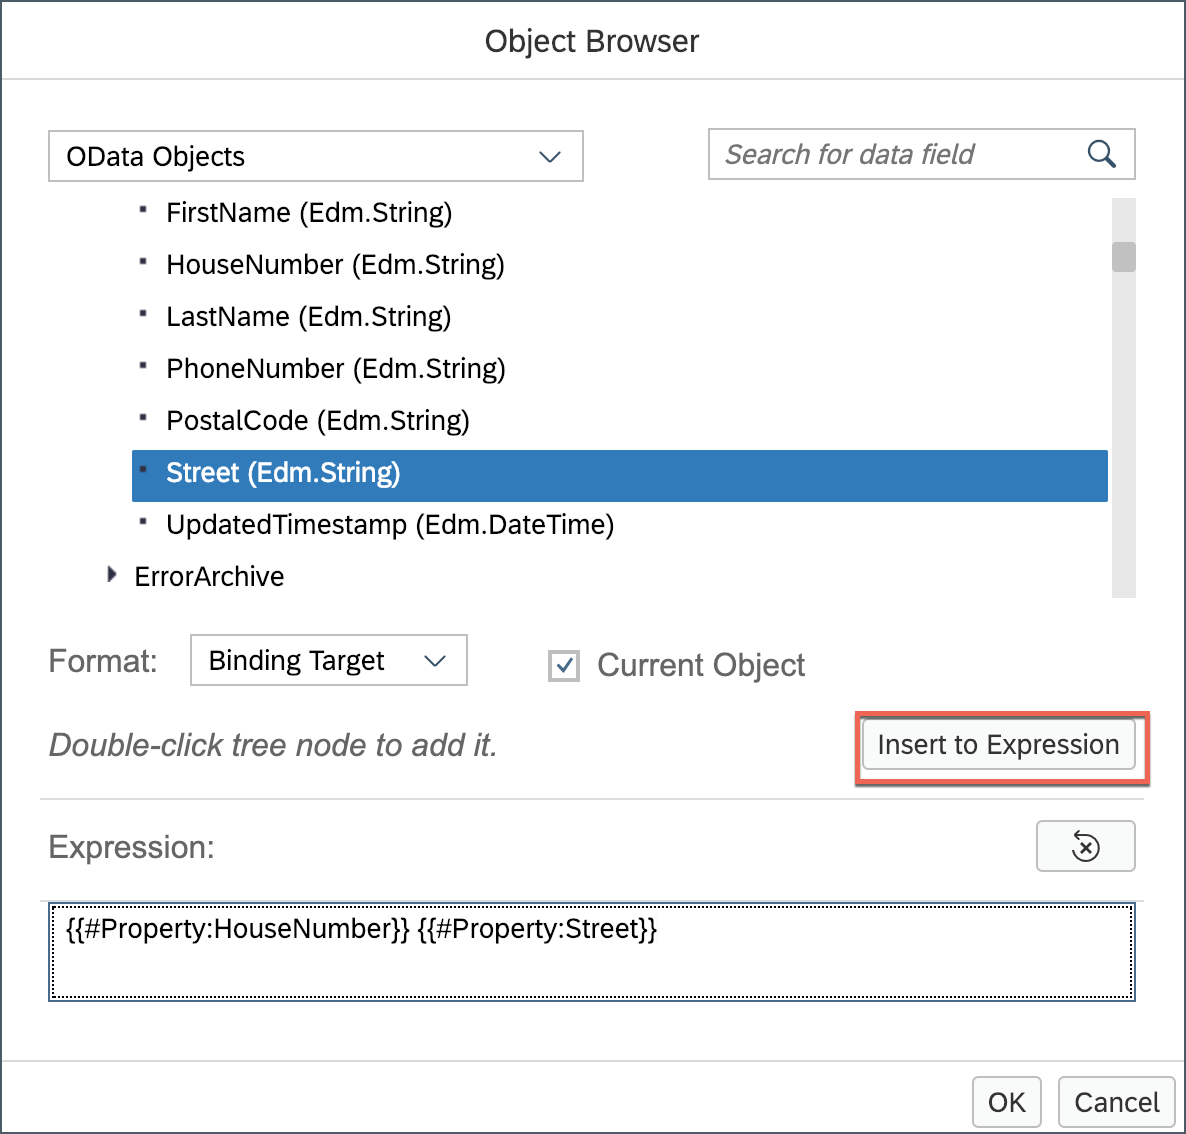 Object Browser
OData Objects
Search for data field
FirstName (Edm.String)
HouseNumber (Edm.String)
LastName (Edm.String)
PhoneNumber (Edm.String)
PostalCode (Edm.String)
Street (Edm.String)
UpdatedTimestamp (Edm.DateTime)
ErrorArchive
Format: Binding Target Current Object
Double-click tree node to add it. Insert to Expression
Expression:
{{#Property:HouseNumber}} {{#Property:Street}}
OK Cancel